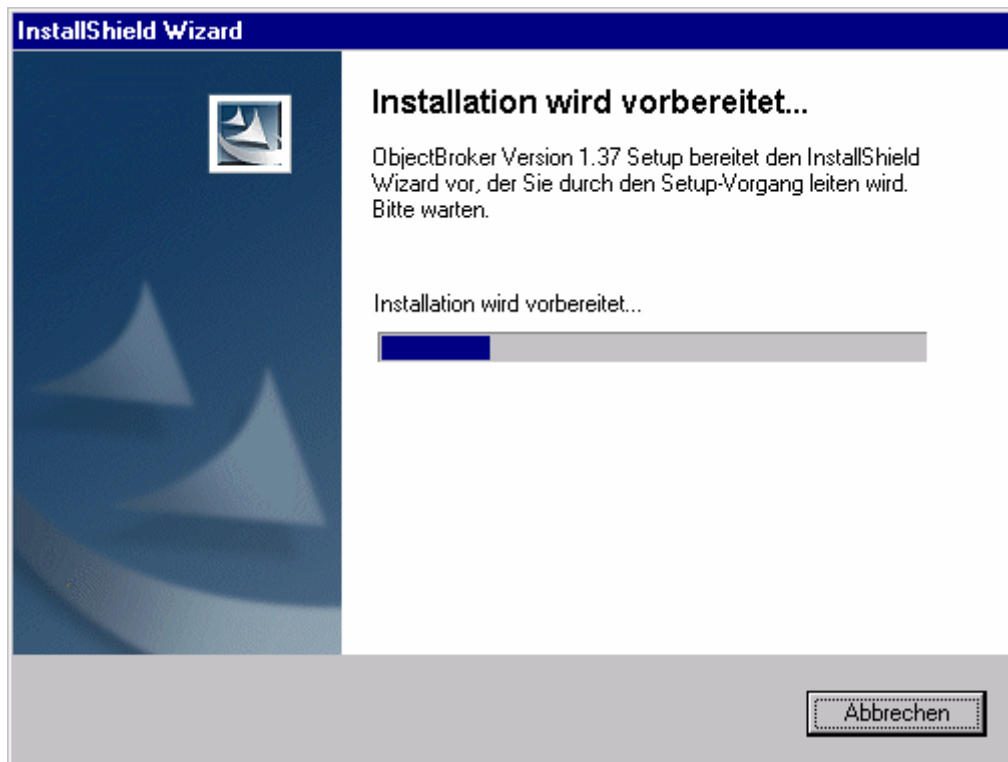 InstallShield Wizard
Installation wird vorbereitet...
ObjectBroker Version 1.37 Setup bereitet den InstallShield
Wizard vor, der Sie durch den Setup-Vorgang leiten wird.
Bitte warten.
Installation wird vorbereitet...
Abbrechen